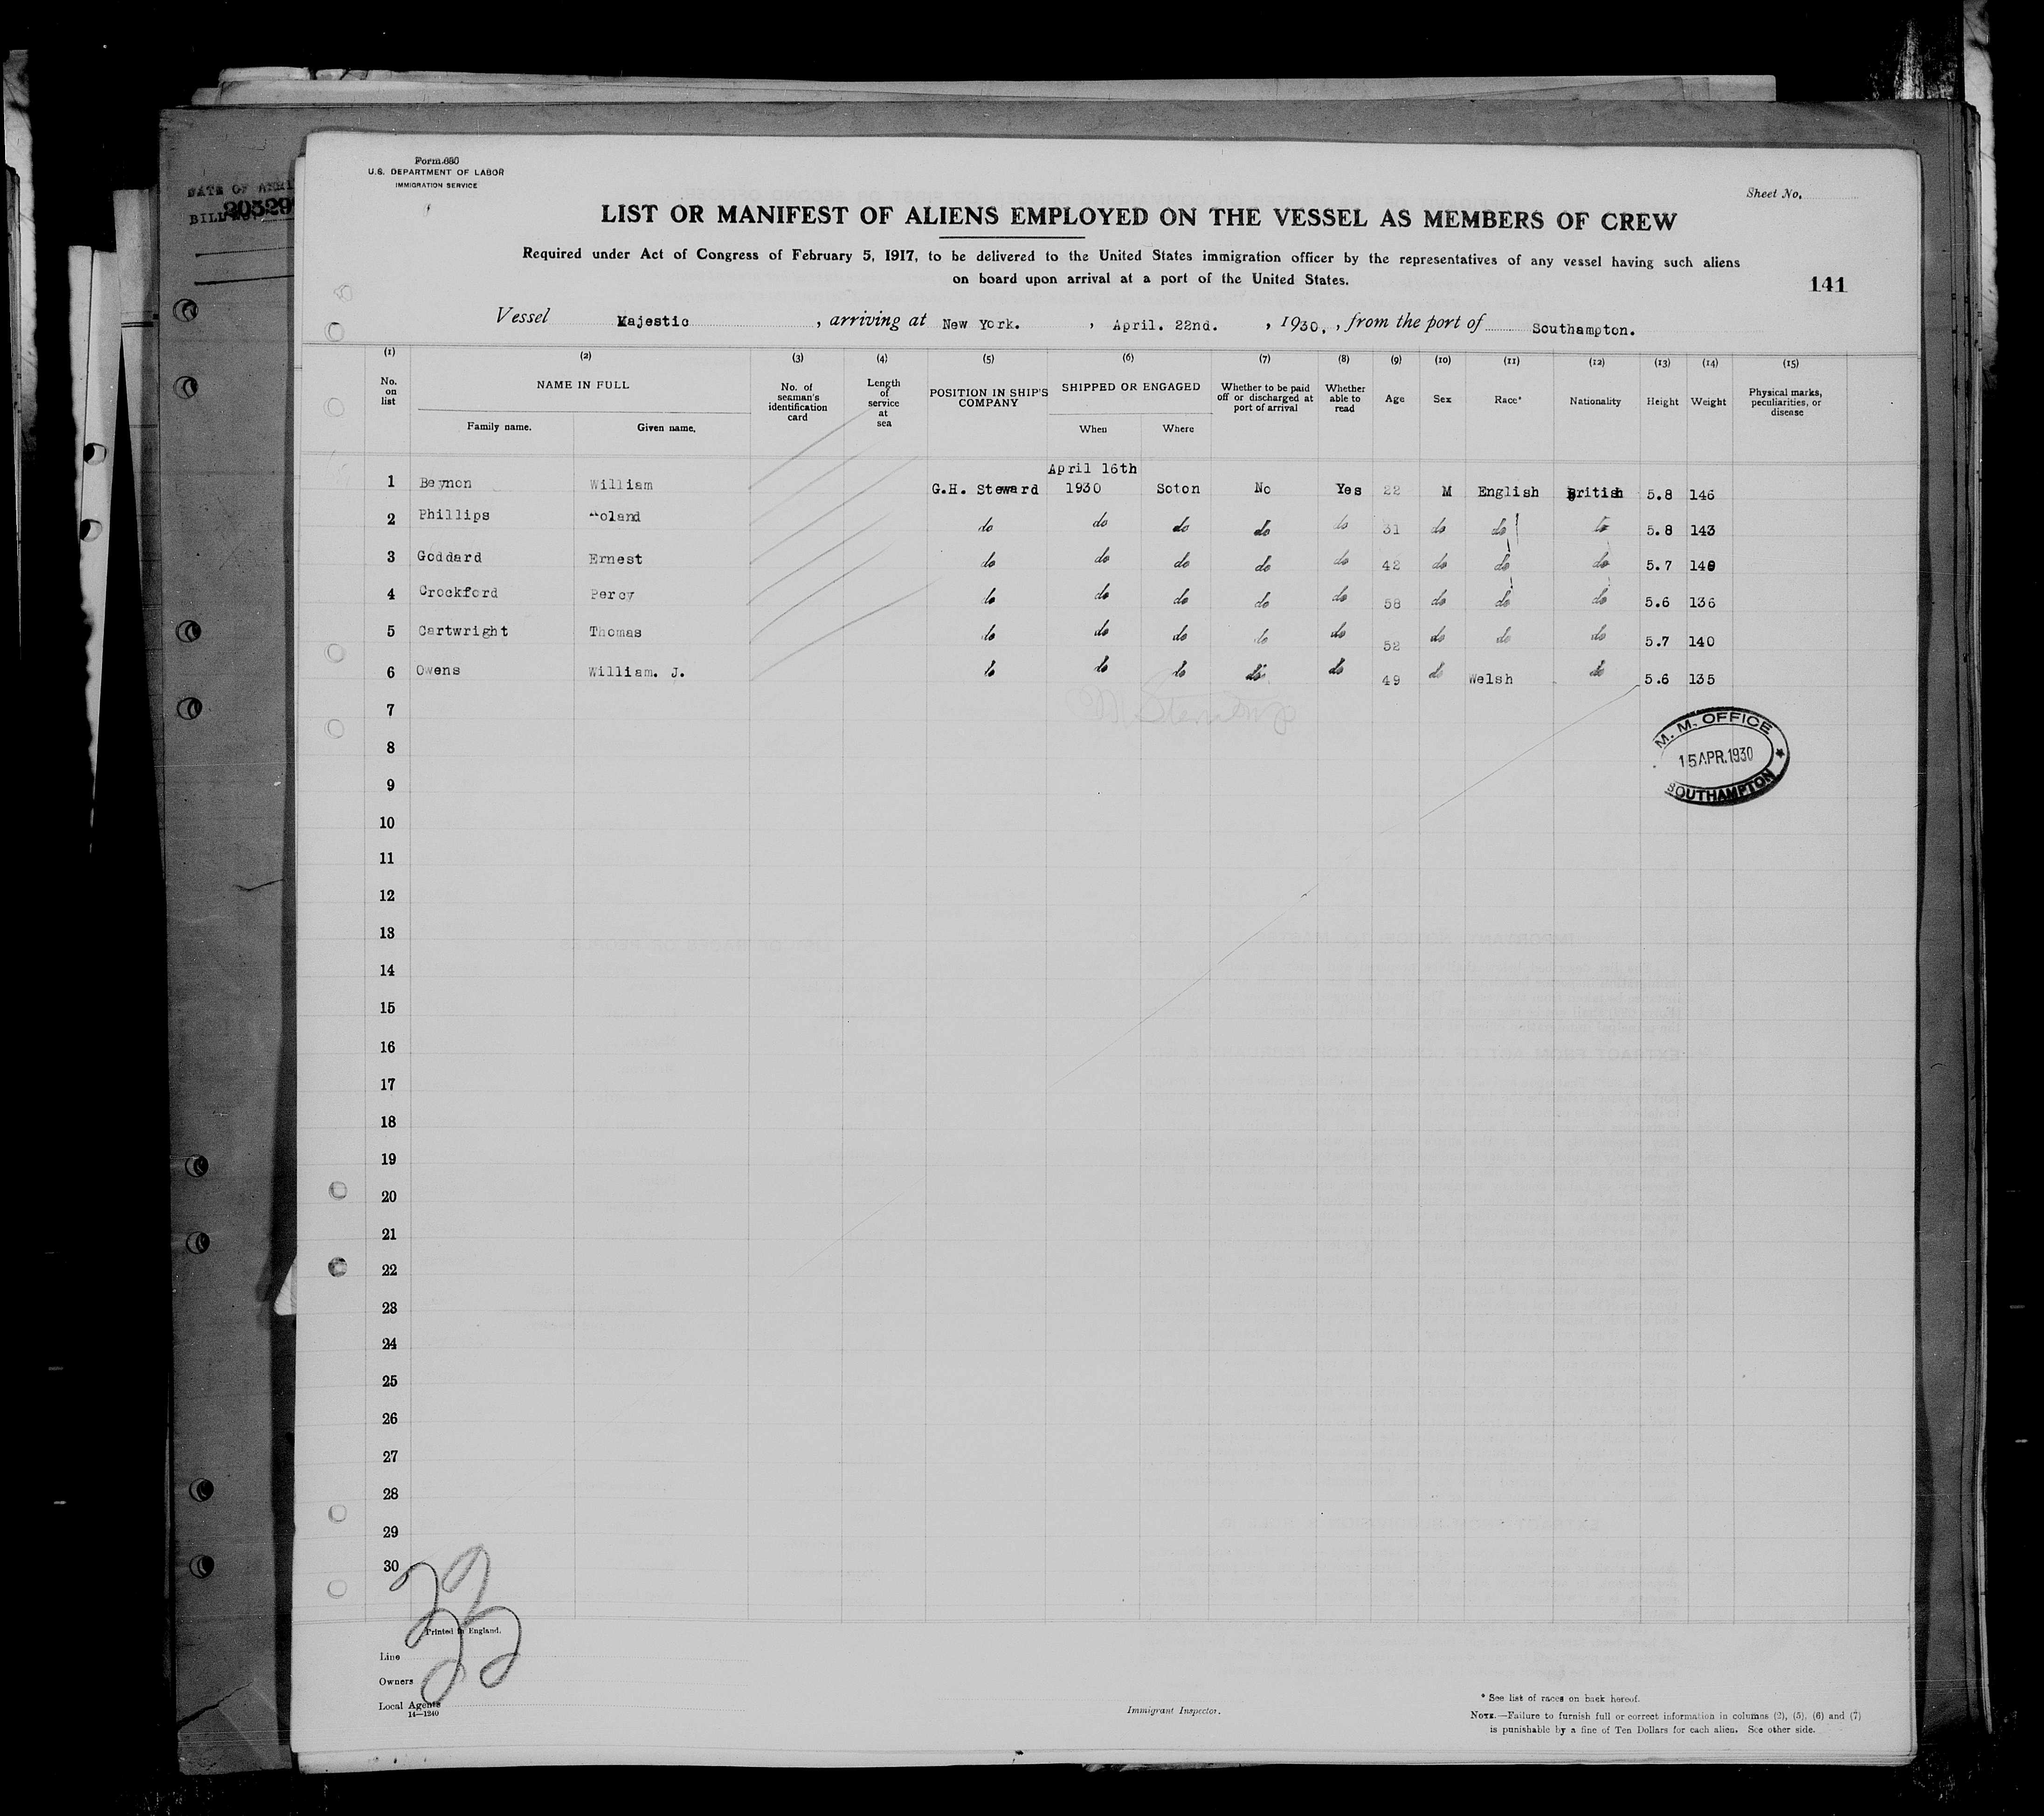 DATE OF ARRI
BILL
20529
Form 680
U.S. DEPARTMENT OF LABOR
IMMIGRATION SERVICE
Sheet No.
LIST OR MANIFEST OF ALIENS EMPLOYED ON THE VESSEL AS MEMBERS OF CREW
Required under Act of Congress of February 5, 1917, to be delivered to the United States immigration officer by the representatives of any vessel having such aliens
on board upon arrival at a port of the United States.
141
Vessel Majestic, arriving at New York., April. 22nd., 1930, , from the port of Southampton.
(1) (2) (3) (4) (5) (6) (7) (8) (9) (10) (11) (12) (13) (14) (15)
No. on list NAME IN FULL No. of seaman's identification card Length of service at sea POSITION IN SHIP'S COMPANY SHIPPED OR ENGAGED Whether to be paid off or discharged at port of arrival Whether able to read Age Sex Race* Nationality Height Weight Physical marks, peculiarities, or disease
Family name. Given name. When Where
April 16th
1 Beynon William G.H. Steward 1930 Soton No Yes 22 M English British 5.8 146
2 Phillips oland do do do do do 31 do do do 5.8 143
3 Goddard Ernest do do do do do 42 do do do 5.7 140
4 Crockford Percy do do do do do 58 do do do 5.6 136
5 Cartwright Thomas do do do do do 52 do do do 5.7 140
6 Owens William. J. do do do do do 49 do Welsh do 5.6 135
7
8
9
10
11
12
13
14
15
16
17
18
19
20
21
22
23
24
25
26
27
28
29
30
M. M. OFFICE
15 APR. 1930
SOUTHAMPTON
Printed in England.
Line
Owners
Local Agents
14—1240
Immigrant Inspector.
* See list of races on back hereof.
NOTE.—Failure to furnish full or correct information in columns (2), (5), (6) and (7)
is punishable by a fine of Ten Dollars for each alien. See other side.